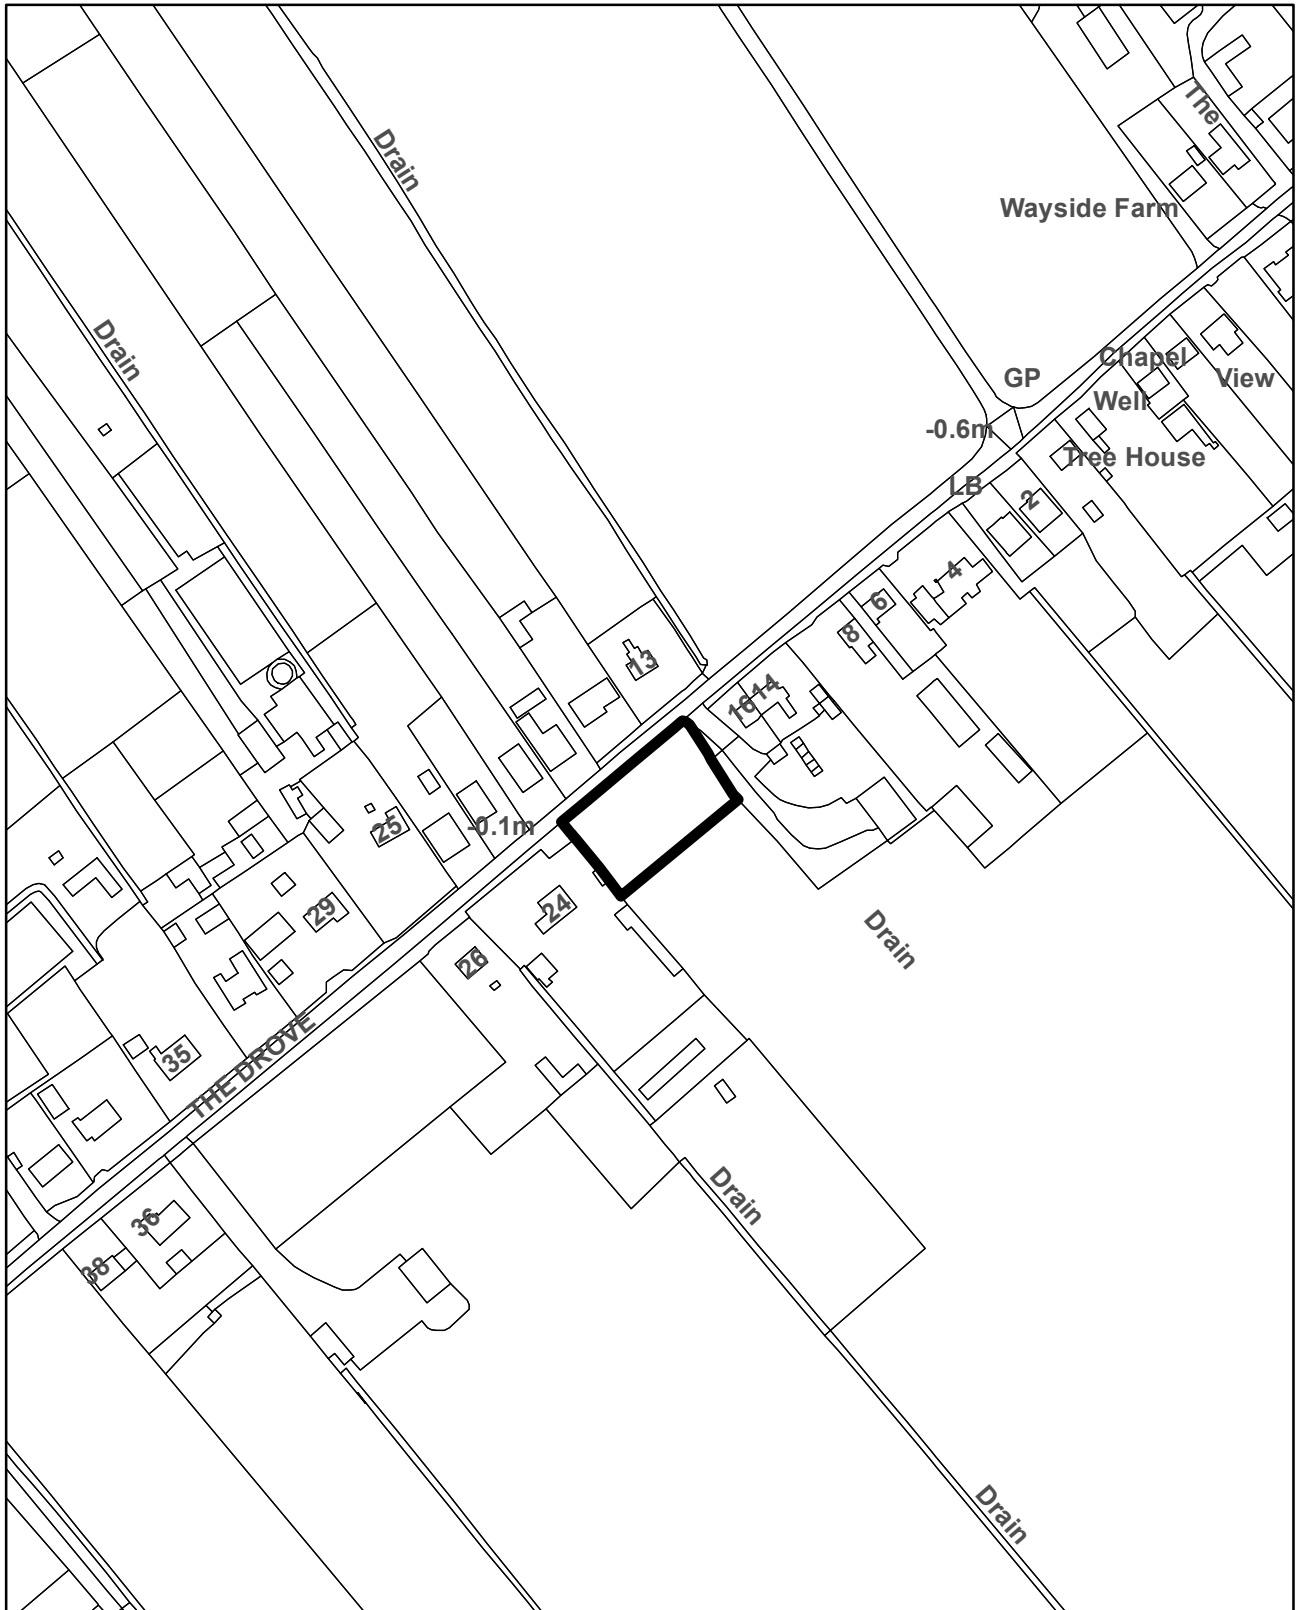 The
Drain
Wayside Farm
Drain
Chapel
GP
View
Well
-0.6m
Tree House
LB
2
4
6
8
13
14
16
25
-0.1m
24
29
Drain
26
THE DROVE
35
Drain
36
38
Drain